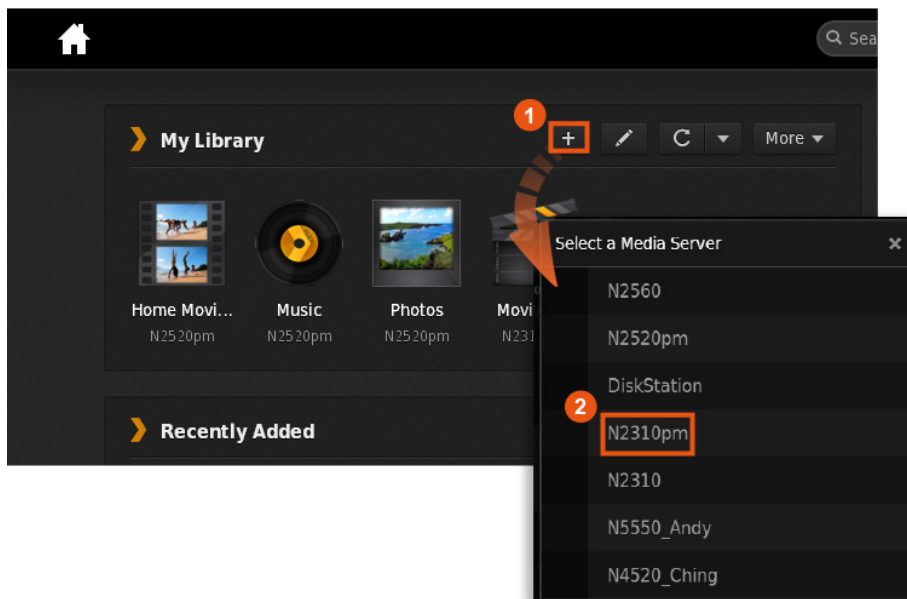 Sea
1
My Library
More
Select a Media Server
N2560
Home Movi...
Music
Photos
Movi
N2520pm
N2520pm
N2520pm
N231
N2520pm
DiskStation
2
N2310pm
Recently Added
N2310
N5550_Andy
N4520_Ching